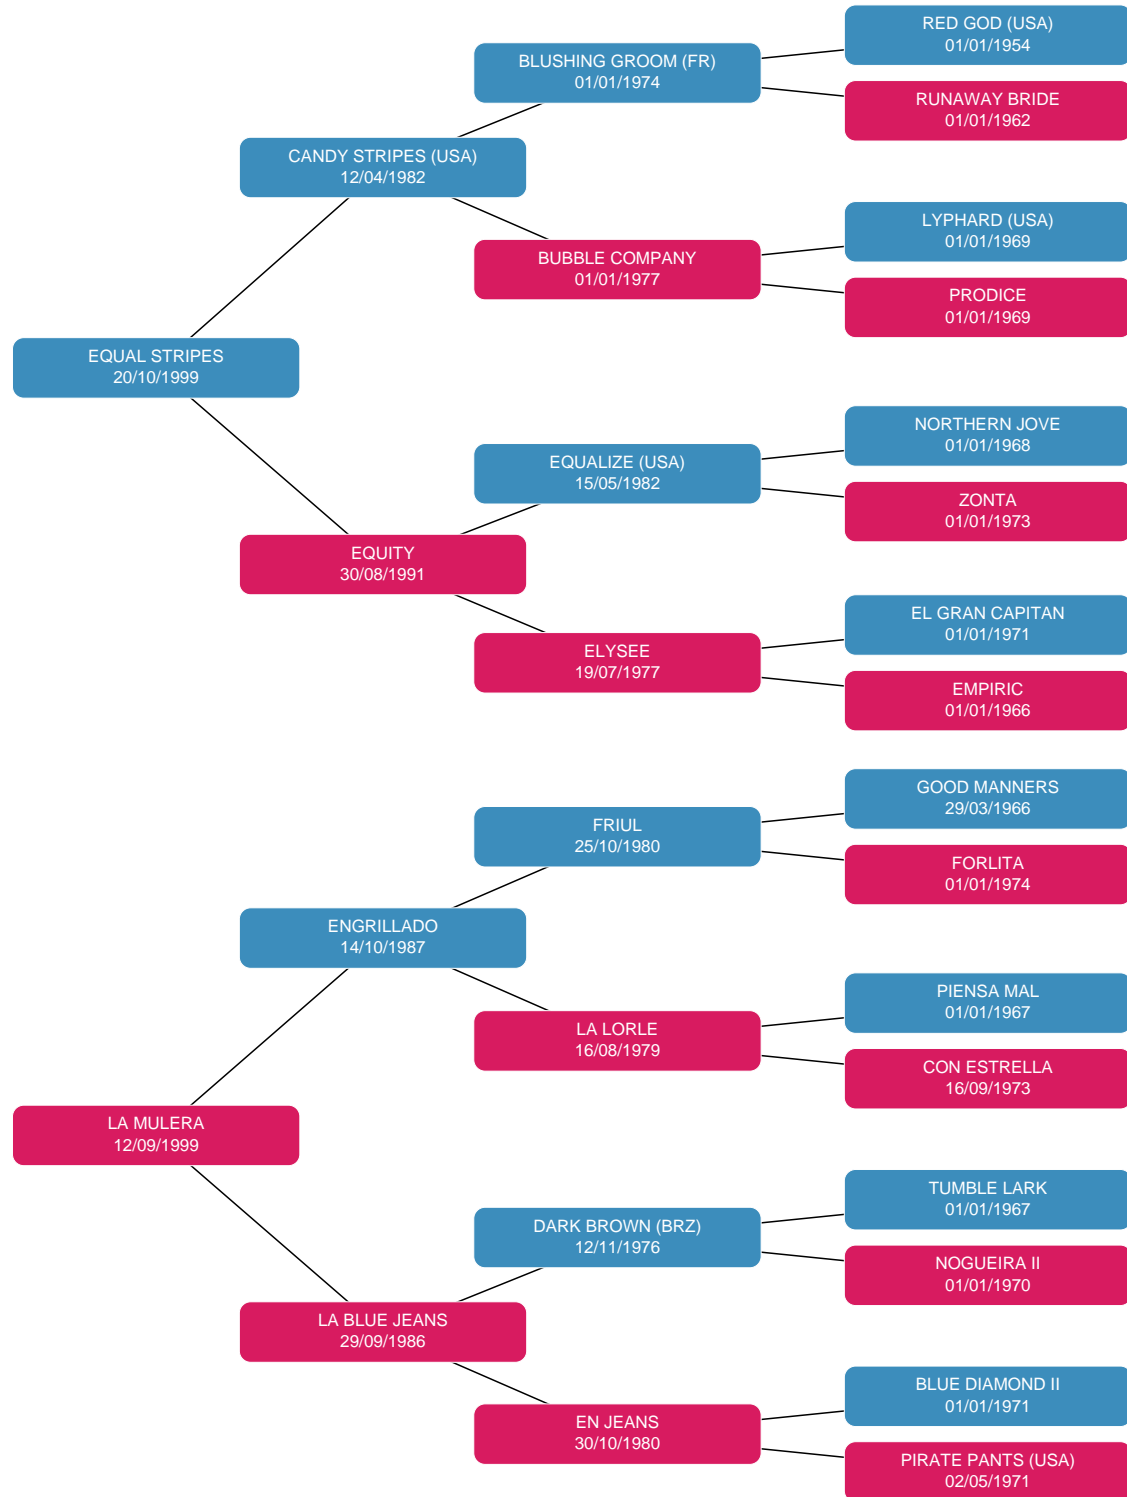 RED GOD (USA)
01/01/1954
BLUSHING GROOM (FR)
01/01/1974
RUNAWAY BRIDE
01/01/1962
CANDY STRIPES (USA)
12/04/1982
LYPHARD (USA)
01/01/1969
BUBBLE COMPANY
01/01/1977
PRODICE
01/01/1969
EQUAL STRIPES
20/10/1999
NORTHERN JOVE
01/01/1968
EQUALIZE (USA)
15/05/1982
ZONTA
01/01/1973
EQUITY
30/08/1991
EL GRAN CAPITAN
01/01/1971
ELYSEE
19/07/1977
EMPIRIC
01/01/1966
GOOD MANNERS
29/03/1966
FRIUL
25/10/1980
FORLITA
01/01/1974
ENGRILLADO
14/10/1987
PIENSA MAL
01/01/1967
LA LORLE
16/08/1979
CON ESTRELLA
16/09/1973
LA MULERA
12/09/1999
TUMBLE LARK
01/01/1967
DARK BROWN (BRZ)
12/11/1976
NOGUEIRA II
01/01/1970
LA BLUE JEANS
29/09/1986
BLUE DIAMOND II
01/01/1971
EN JEANS
30/10/1980
PIRATE PANTS (USA)
02/05/1971